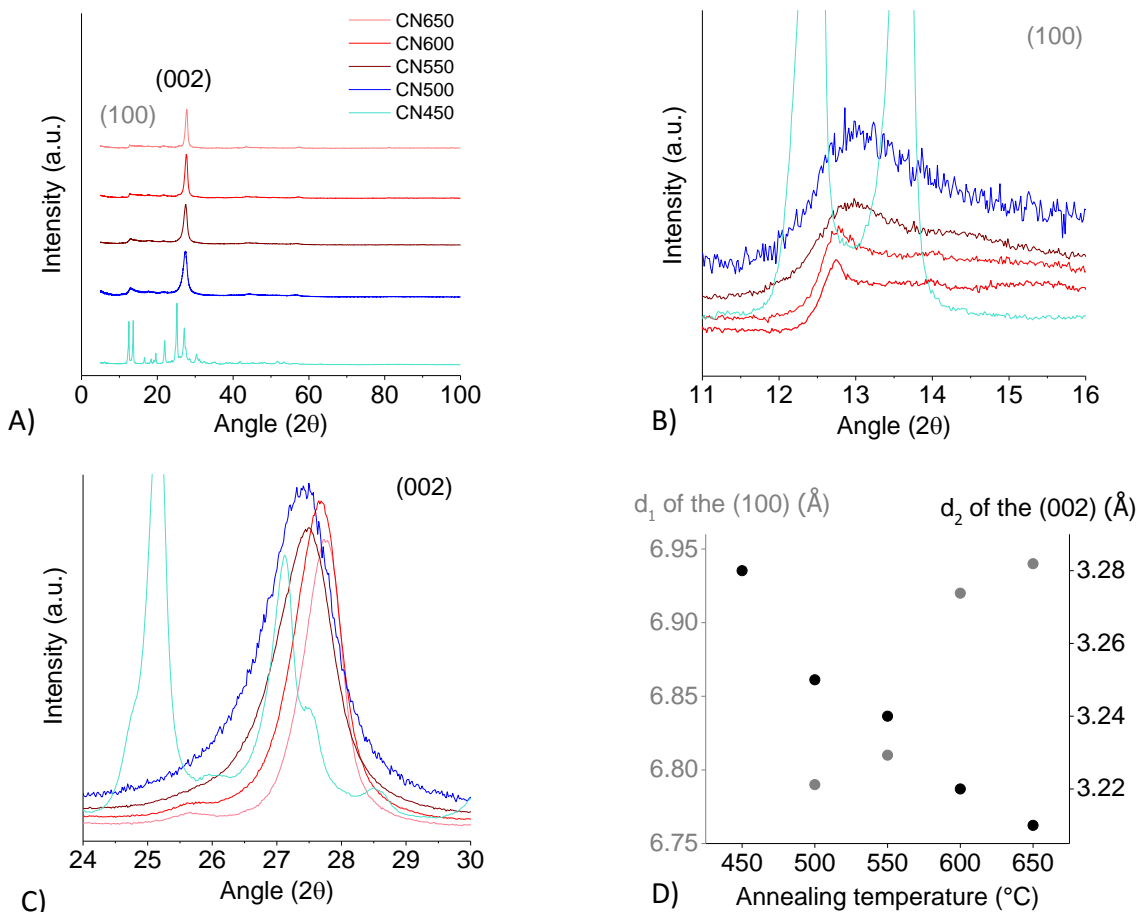 CN650
CN600
CN550
CN500
CN450
(002)
(100)
Intensity (a.u.)
0 20 40 60 80 100
Angle (2θ)
A)
(100)
Intensity (a.u.)
11 12 13 14 15 16
Angle (2θ)
B)
(002)
Intensity (a.u.)
24 25 26 27 28 29 30
Angle (2θ)
C)
d₁ of the (100) (Å)
d₂ of the (002) (Å)
6.95
6.90
6.85
6.80
6.75
3.28
3.26
3.24
3.22
450 500 550 600 650
Annealing temperature (°C)
D)